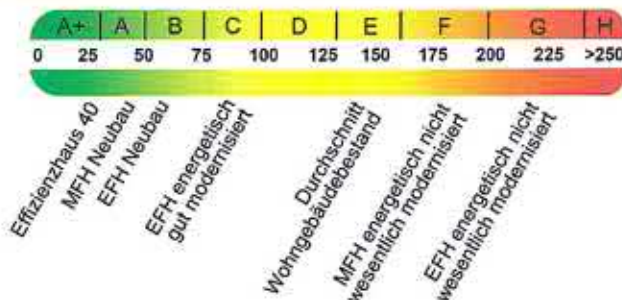 A+ A B C D E F G H
0 25 50 75 100 125 150 175 200 225 >250
Effizienzhaus 40
MFH Neubau
EFH Neubau
EFH energetisch
gut modernisiert
Durchschnitt
Wohngebäudebestand
MFH energetisch nicht
wesentlich modernisiert
EFH energetisch nicht
wesentlich modernisiert